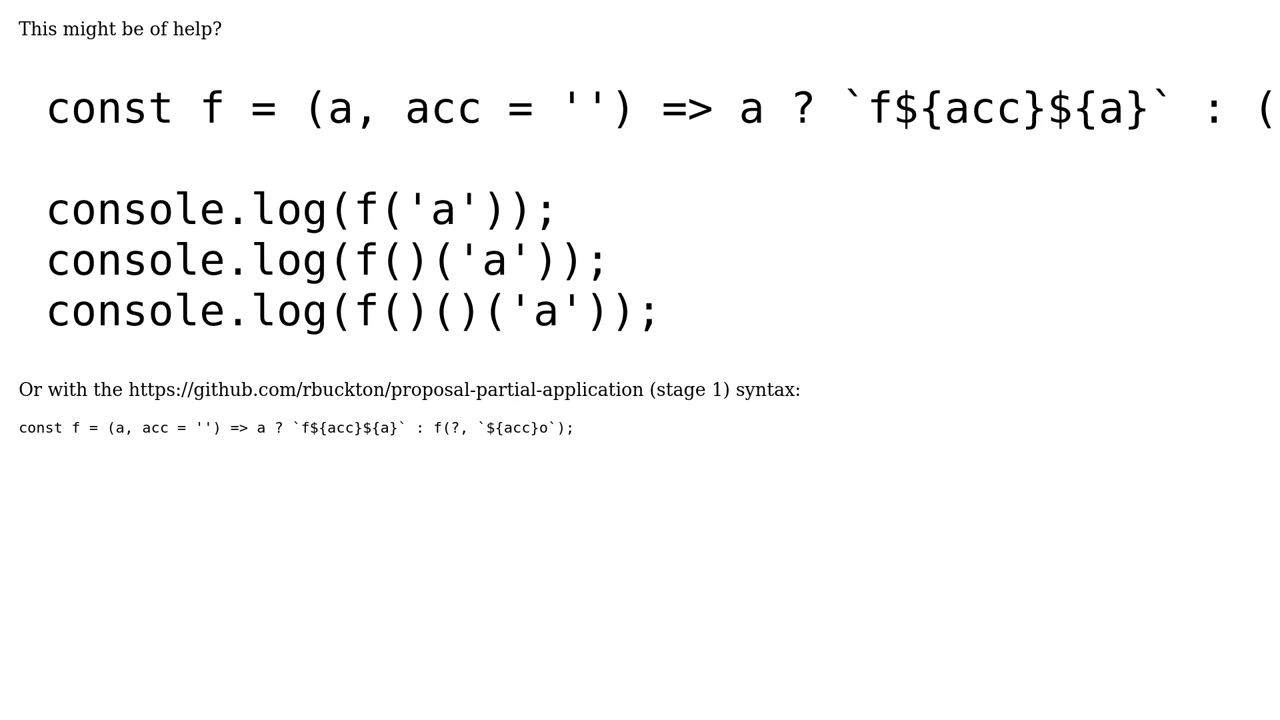 This might be of help?
const f = (a, acc = '') => a ? `f${acc}${a}` : (
console.log(f('a'));
console.log(f()('a'));
console.log(f()()('a'));
Or with the https://github.com/rbuckton/proposal-partial-application (stage 1) syntax:
const f = (a, acc = '') => a ? `f${acc}${a}` : f(?, `${acc}o`);